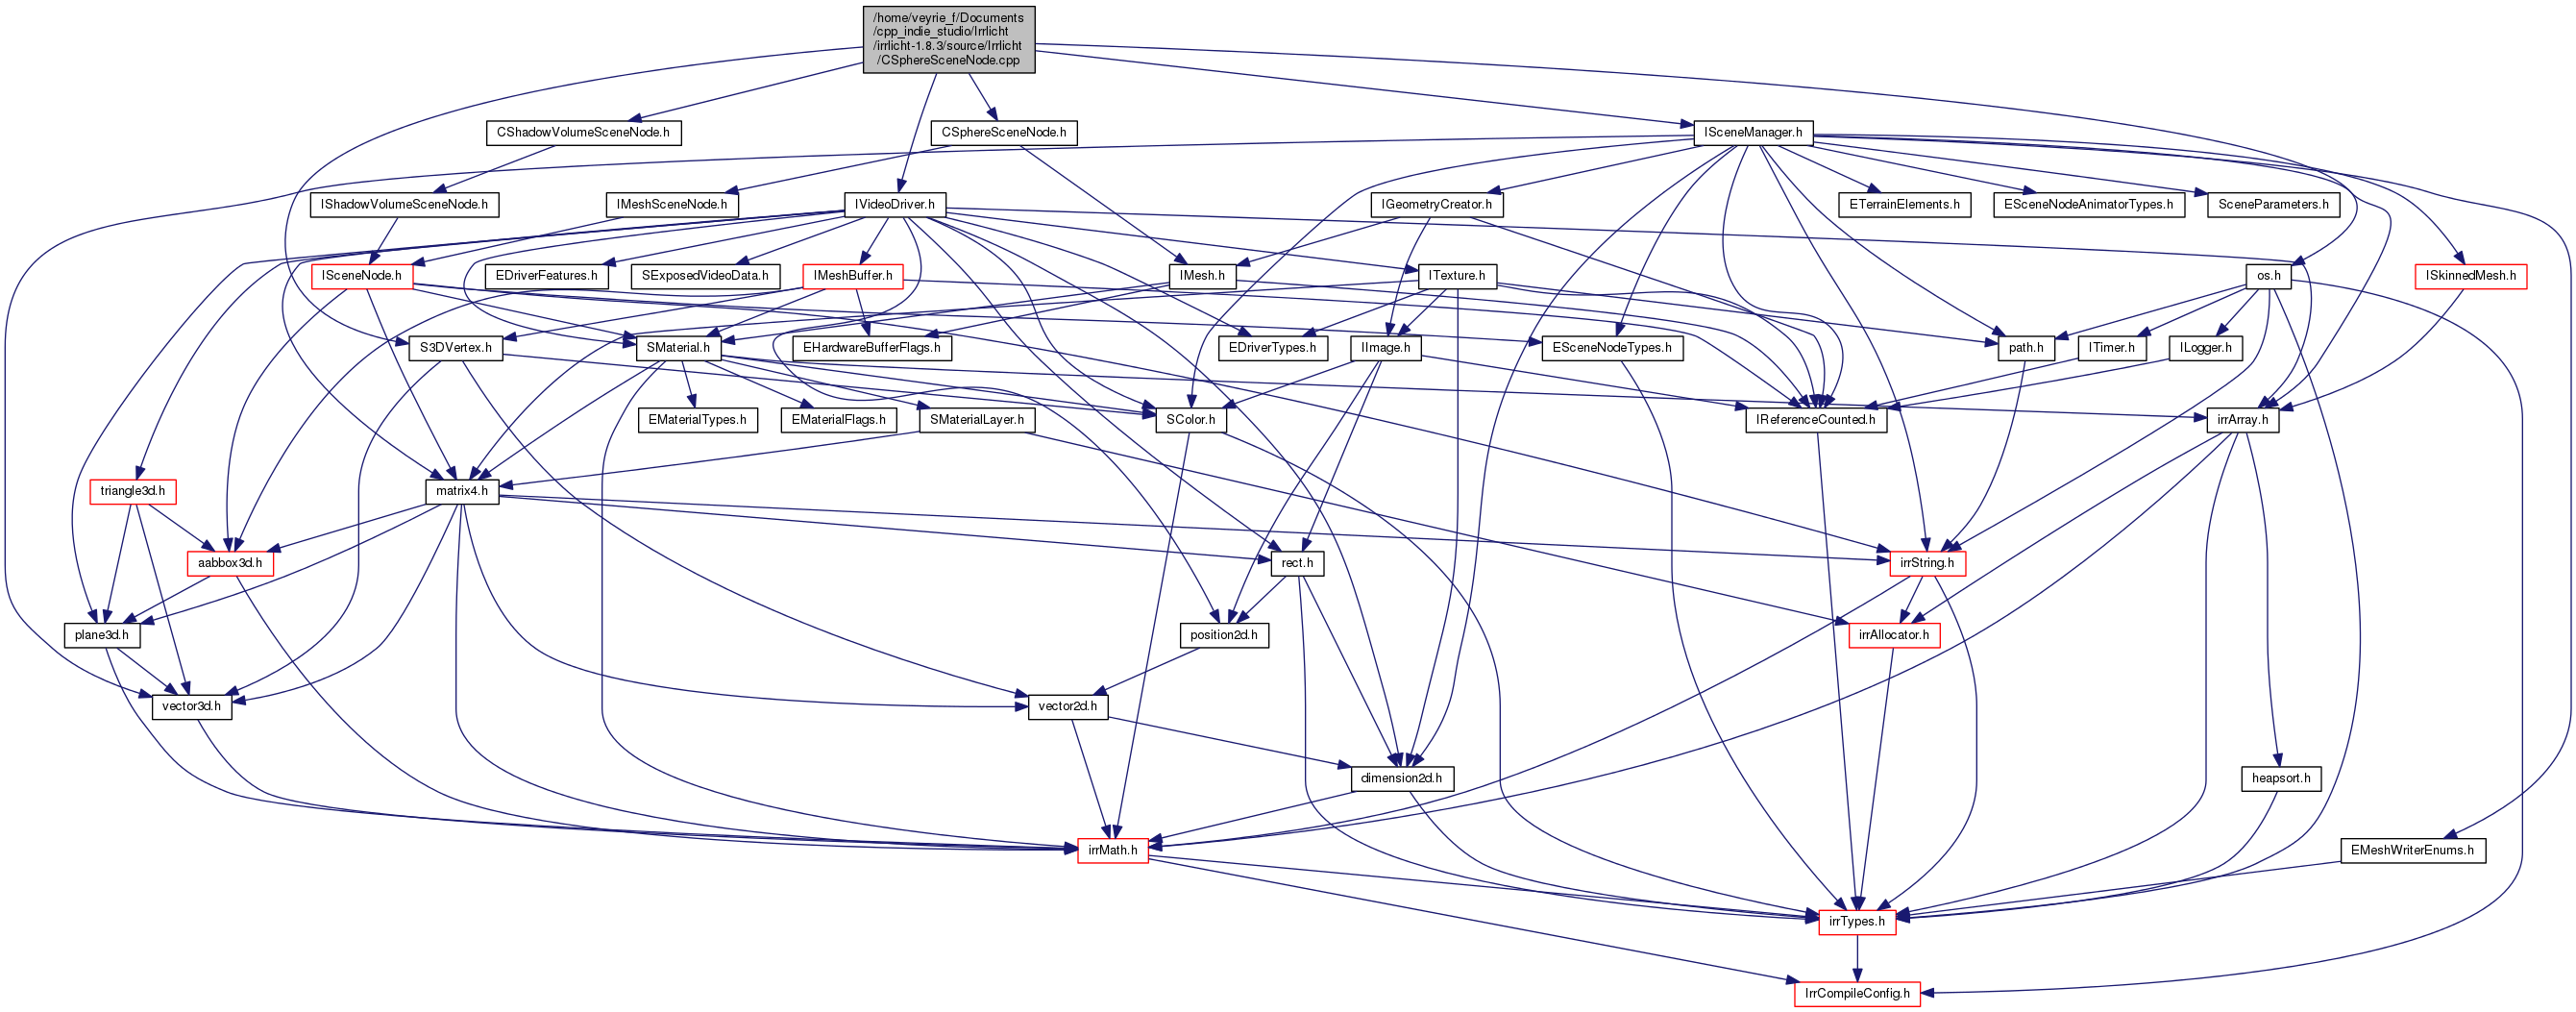 /home/veyrie_f/Documents
/cpp_indie_studio/Irrlicht
/irrlicht-1.8.3/source/Irrlicht
/CSphereSceneNode.cpp
CShadowVolumeSceneNode.h
CSphereSceneNode.h
ISceneManager.h
IShadowVolumeSceneNode.h
IMeshSceneNode.h
IVideoDriver.h
IGeometryCreator.h
ETerrainElements.h
ESceneNodeAnimatorTypes.h
SceneParameters.h
ISceneNode.h
EDriverFeatures.h
SExposedVideoData.h
IMeshBuffer.h
IMesh.h
ITexture.h
os.h
ISkinnedMesh.h
S3DVertex.h
SMaterial.h
EHardwareBufferFlags.h
EDriverTypes.h
IImage.h
ESceneNodeTypes.h
path.h
ITimer.h
ILogger.h
EMaterialTypes.h
EMaterialFlags.h
SMaterialLayer.h
SColor.h
IReferenceCounted.h
irrArray.h
triangle3d.h
matrix4.h
aabbox3d.h
rect.h
irrString.h
plane3d.h
position2d.h
irrAllocator.h
vector3d.h
vector2d.h
dimension2d.h
heapsort.h
irrMath.h
EMeshWriterEnums.h
irrTypes.h
IrrCompileConfig.h